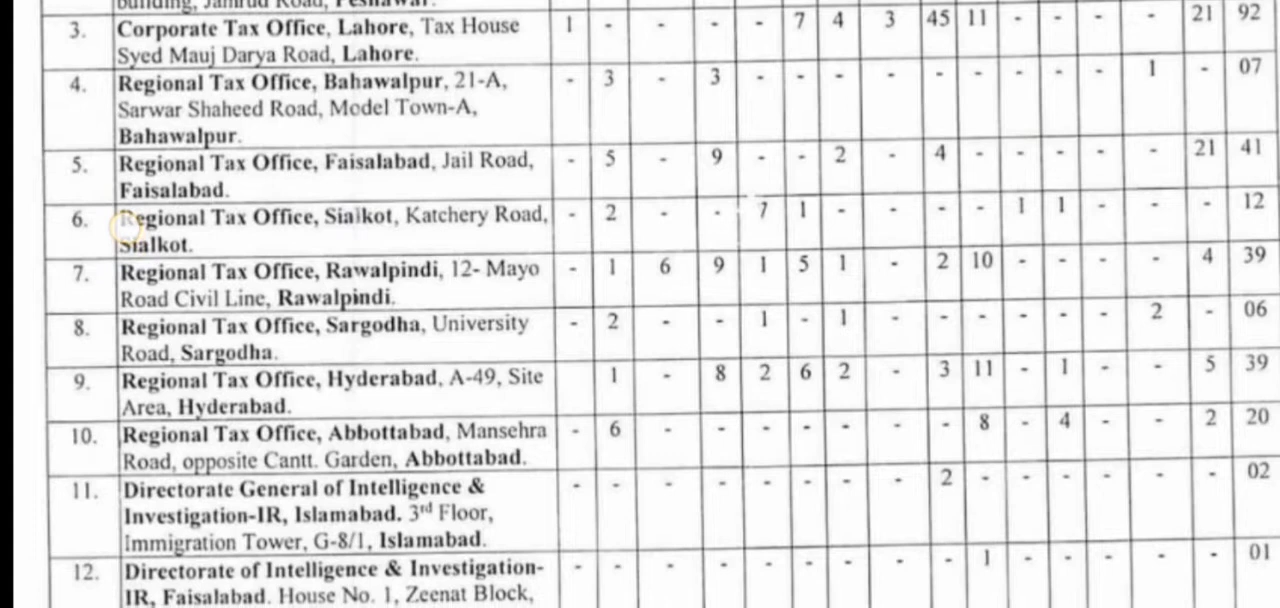 building, Jamrud Road, Peshawar.
3. Corporate Tax Office, Lahore, Tax House 1 - - - - 7 4 3 45 11 - - - - 21 92
Syed Mauj Darya Road, Lahore.
4. Regional Tax Office, Bahawalpur, 21-A, - 3 - 3 - - - - - - - - - 1 - 07
Sarwar Shaheed Road, Model Town-A,
Bahawalpur.
5. Regional Tax Office, Faisalabad, Jail Road, - 5 - 9 - - 2 - 4 - - - - - 21 41
Faisalabad.
6. Regional Tax Office, Sialkot, Katchery Road, - 2 - - 7 1 - - - - 1 1 - - - 12
Sialkot.
7. Regional Tax Office, Rawalpindi, 12- Mayo - 1 6 9 1 5 1 - 2 10 - - - - 4 39
Road Civil Line, Rawalpindi.
8. Regional Tax Office, Sargodha, University - 2 - - 1 - 1 - - - - - - 2 - 06
Road, Sargodha.
9. Regional Tax Office, Hyderabad, A-49, Site 1 - 8 2 6 2 - 3 11 - 1 - - 5 39
Area, Hyderabad.
10. Regional Tax Office, Abbottabad, Mansehra - 6 - - - - - - - 8 - 4 - - 2 20
Road, opposite Cantt. Garden, Abbottabad.
11. Directorate General of Intelligence & - - - - - - - - 2 - - - - - - 02
Investigation-IR, Islamabad. 3rd Floor,
Immigration Tower, G-8/1, Islamabad.
12. Directorate of Intelligence & Investigation- - - - - - - - - - 1 - - - - - 01
IR, Faisalabad. House No. 1, Zeenat Block,